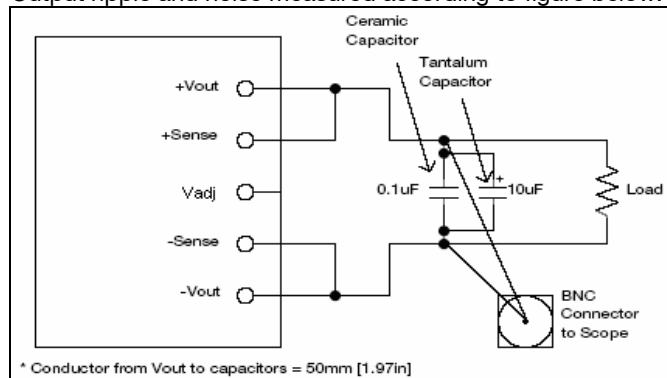 Output ripple and noise measured according to figure below.
Ceramic
Capacitor
Tantalum
Capacitor
+Vout
+Sense
Vadj
-Sense
-Vout
0.1uF
+
10uF
Load
BNC
Connector
to Scope
* Conductor from Vout to capacitors = 50mm [1.97in]